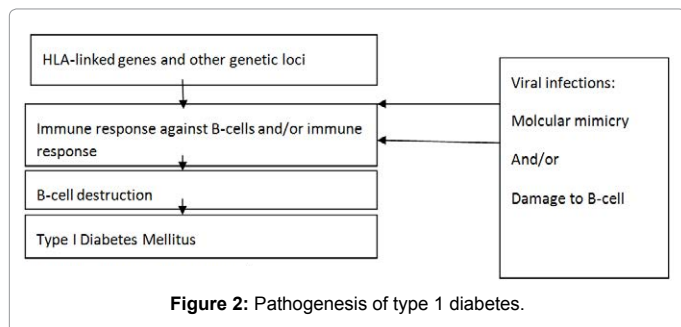 HLA-linked genes and other genetic loci
Immune response against B-cells and/or immune
response
B-cell destruction
Type I Diabetes Mellitus
Viral infections:
Molcular mimicry
And/or
Damage to B-cell
Figure 2: Pathogenesis of type 1 diabetes.